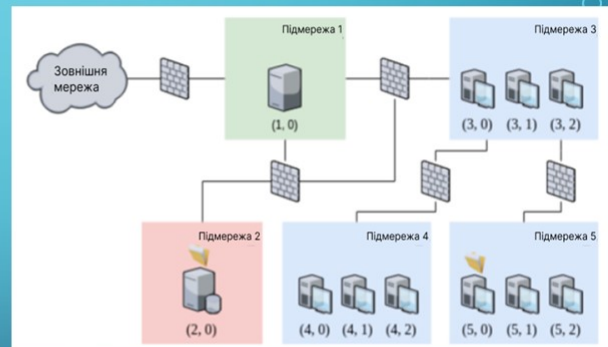 Підмережа 1
Підмережа 3
Зовнішня
мережа
(1, 0)
(3, 0) (3, 1) (3, 2)
Підмережа 2
Підмережа 4
Підмережа 5
(2, 0)
(4, 0) (4, 1) (4, 2)
(5, 0) (5, 1) (5, 2)